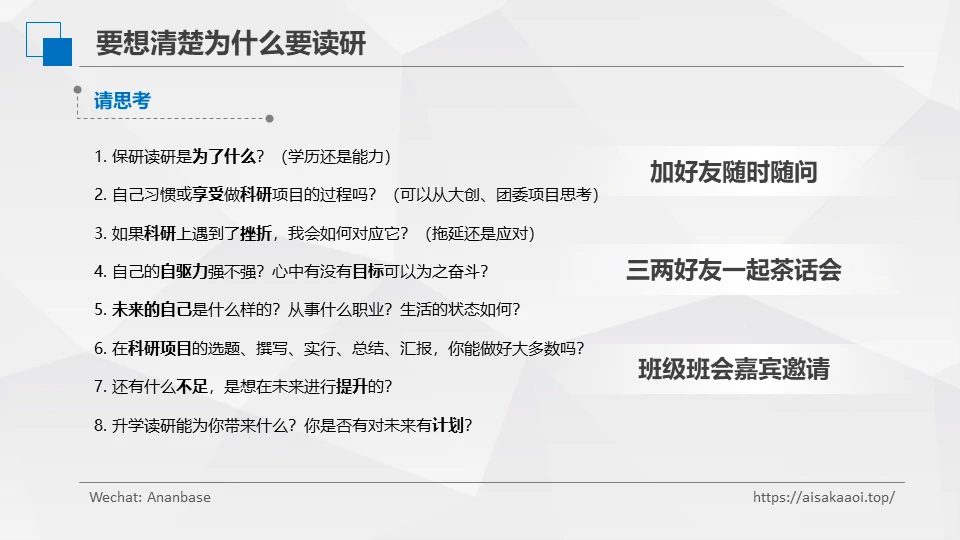 要想清楚为什么要读研
请思考
1. 保研读研是为了什么？（学历还是能力）
2. 自己习惯或享受做科研项目的过程吗？（可以从大创、团委项目思考）
3. 如果科研上遇到了挫折，我会如何对应它？（拖延还是应对）
4. 自己的自驱力强不强？心中有没有目标可以为之奋斗？
5. 未来的自己是什么样的？从事什么职业？生活的状态如何？
6. 在科研项目的选题、撰写、实行、总结、汇报，你能做好大多数吗？
7. 还有什么不足，是想在未来进行提升的？
8. 升学读研能为你带来什么？你是否有对未来有计划？
加好友随时随问
三两好友一起茶话会
班级班会嘉宾邀请
Wechat: Ananbase
https://aisakaaoi.top/